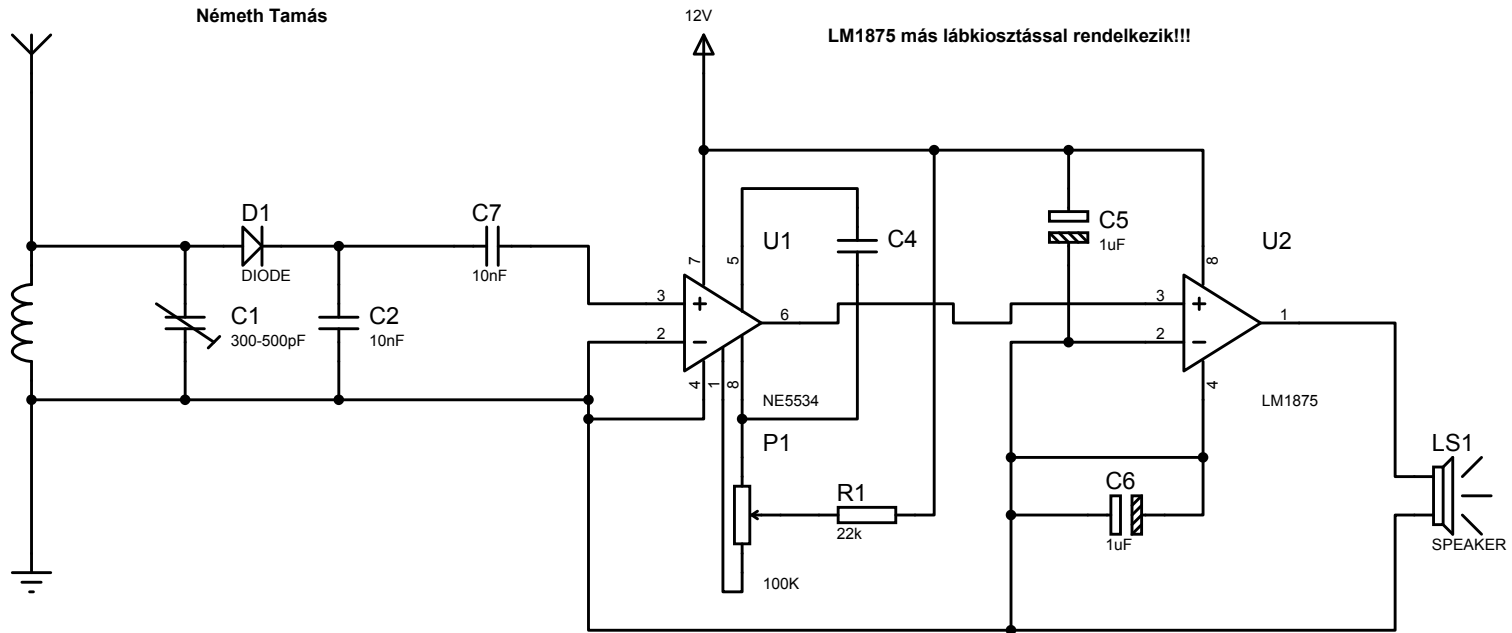 Németh Tamás
12V
LM1875 más lábkiosztással rendelkezik!!!
D1
DIODE
C7
10nF
C1
300-500pF
C2
10nF
U1
7
5
3
2
6
4
1
8
NE5534
C4
P1
100K
R1
22k
C5
1uF
U2
8
3
2
1
4
LM1875
C6
1uF
LS1
SPEAKER